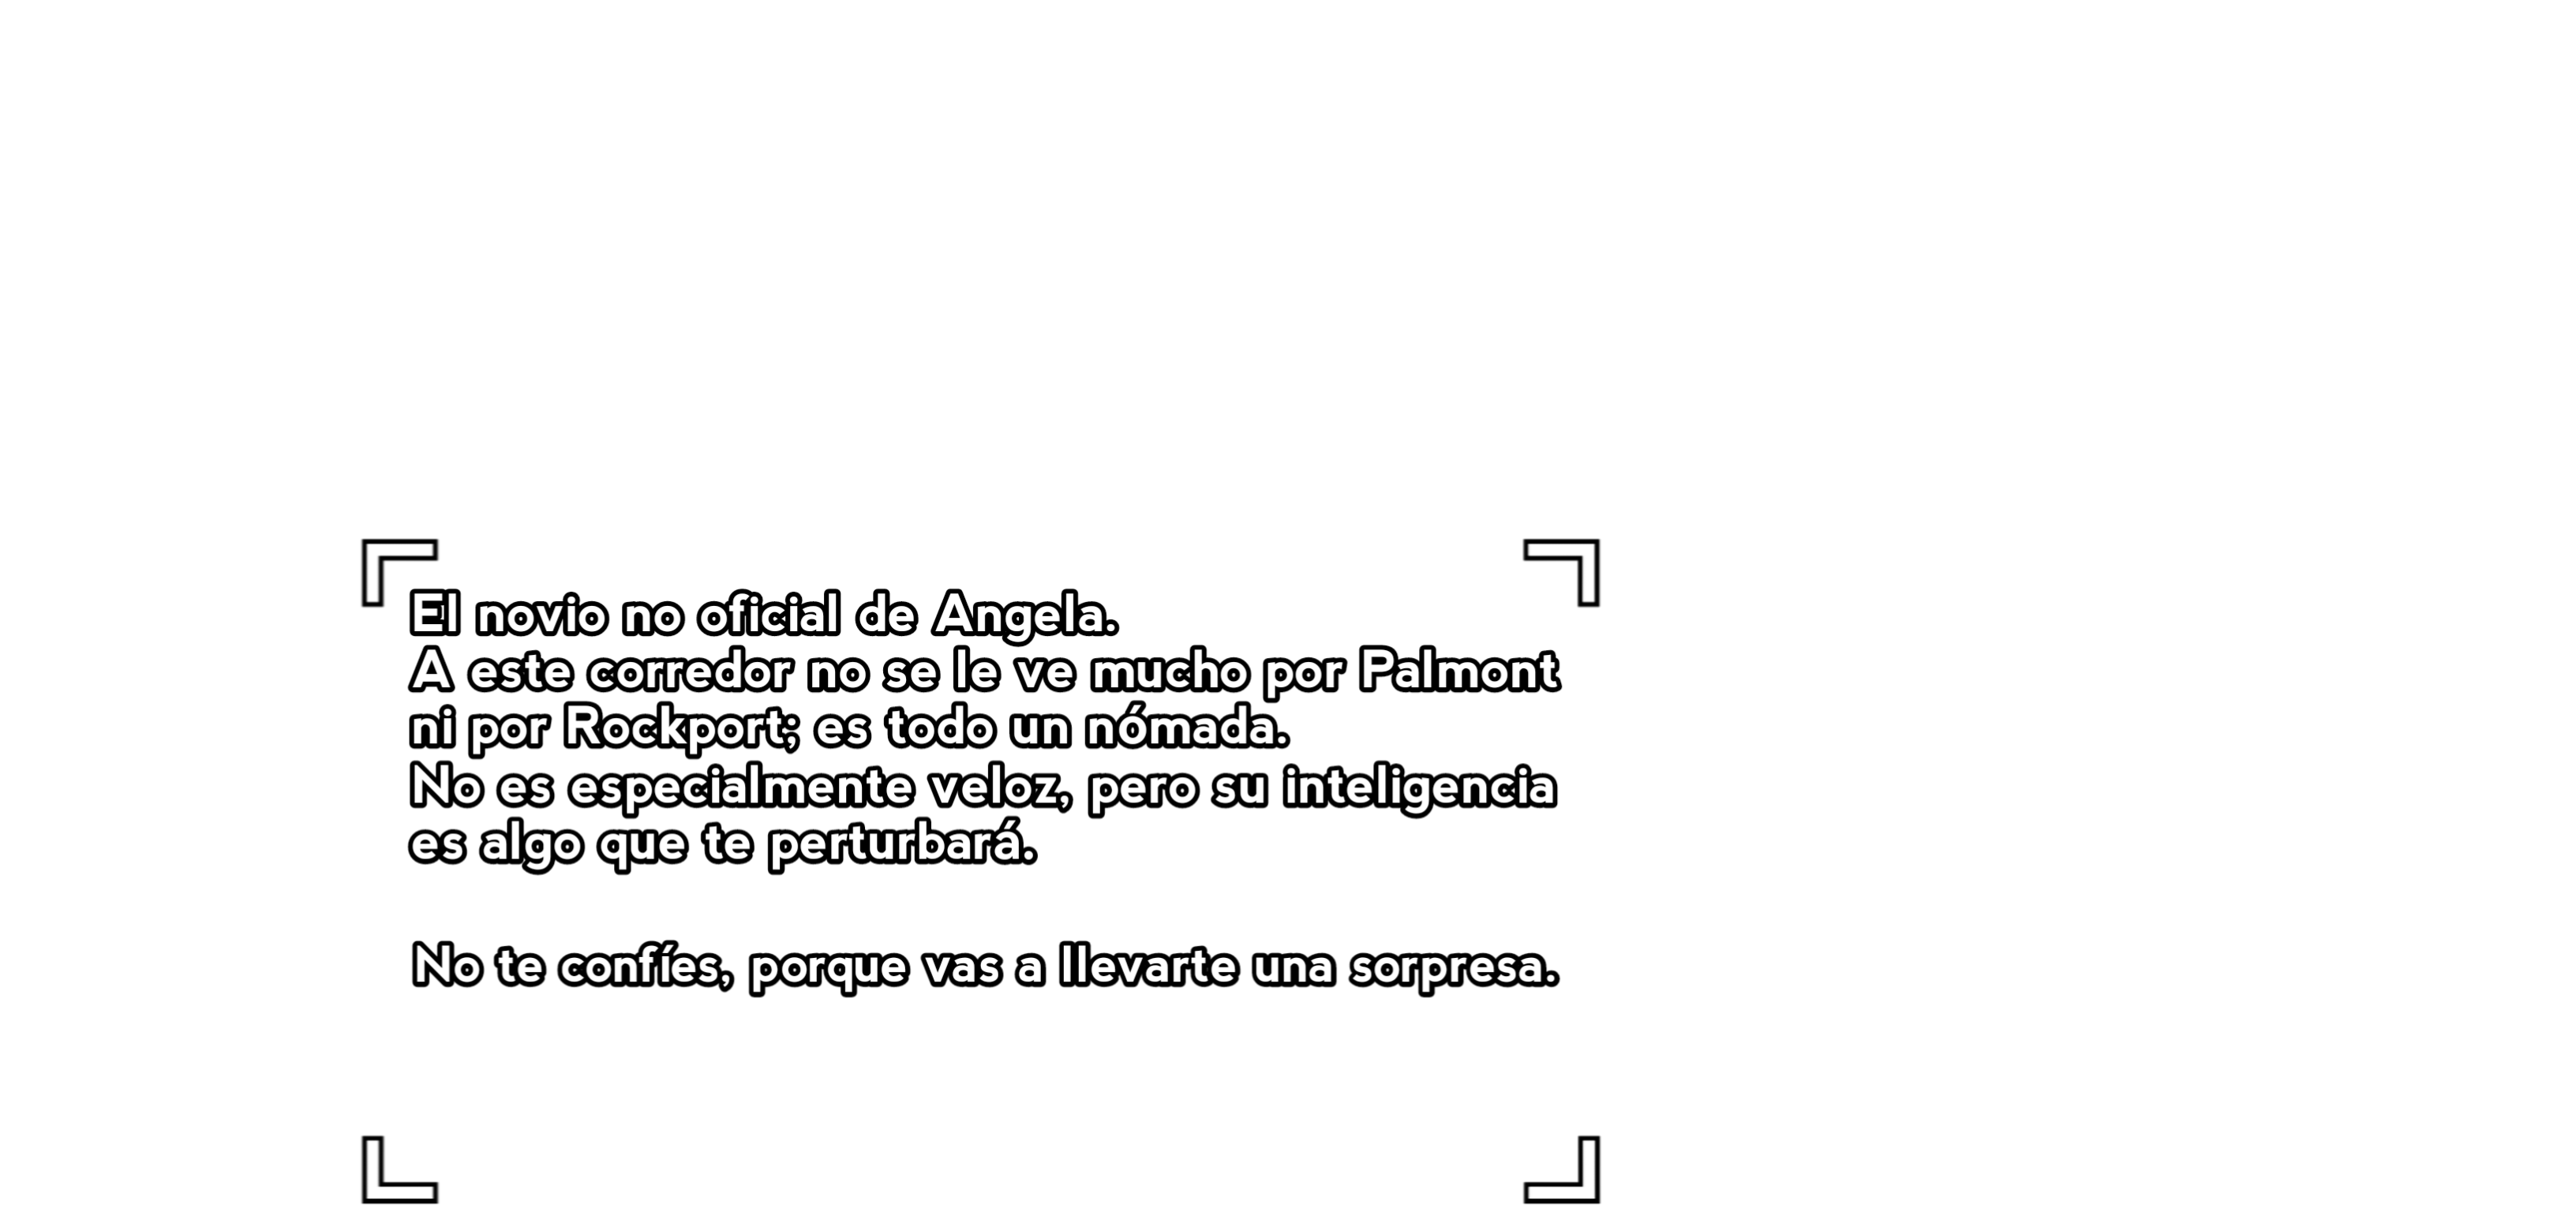 El novio no oficial de Angela.
A este corredor no se le ve mucho por Palmont
ni por Rockport; es todo un nómada.
No es especialmente veloz, pero su inteligencia
es algo que te perturbará.
No te confíes, porque vas a llevarte una sorpresa.